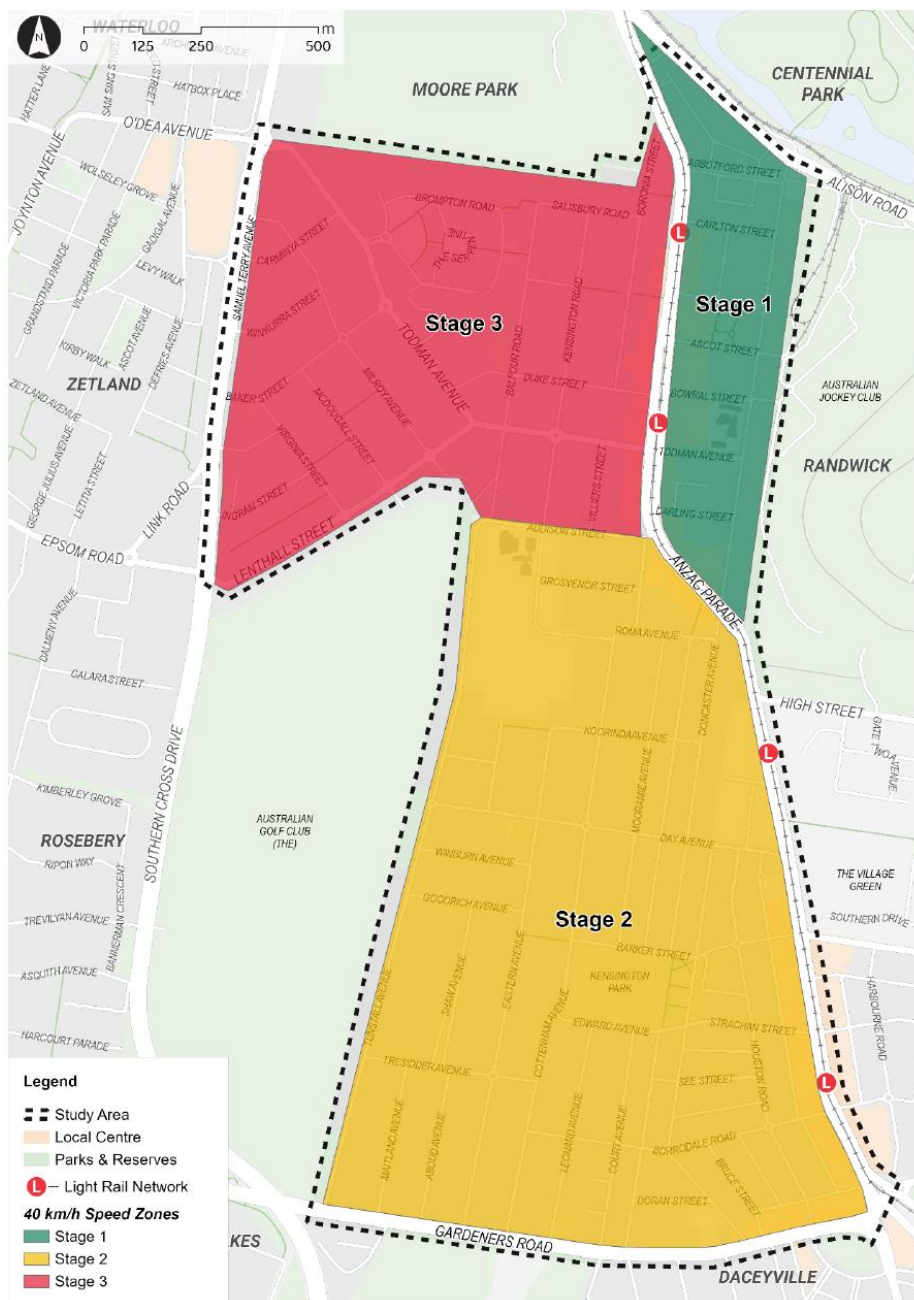 WATERLOO
m
0 125 250 500
HATTER LANE
SAM SING STREET
HATBOX PLACE
MOORE PARK
CENTENNIAL
PARK
O'DEA AVENUE
JOYNTON AVENUE
WOLSELEY GROVE
GADIGAL AVENUE
VICTORIA PARK PARADE
GRANDSTAND PARADE
LEVY WALK
ASCOT AVENUE
KIRBY WALK
DEFRIES AVENUE
ZETLAND
ZETLAND AVENUE
GEORGE JULIUS AVENUE
LETITIA STREET
LINK ROAD
EPSOM ROAD
SAMUEL TERRY AVENUE
ABBOTFORD STREET
ALISON ROAD
BORONIA STREET
BROMPTON ROAD
SALISBURY ROAD
CARLTON STREET
CARMINYA STREET
L
Stage 1
Stage 3
WINKURRA STREET
TODMAN AVENUE
BALFOUR ROAD
KENSINGTON ROAD
ASCOT STREET
DUKE STREET
BOWRAL STREET
AUSTRALIAN
JOCKEY CLUB
BAKER STREET
MCDOUGALL STREET
MILROY AVENUE
VIRGINIA STREET
L
TODMAN AVENUE
RANDWICK
INGRAM STREET
VILLIERS STREET
DARLING STREET
LENTHALL STREET
ADDISON STREET
ANZAC PARADE
GROSVENOR STREET
DALMENY AVENUE
ROMA AVENUE
GALARA STREET
DONCASTER AVENUE
HIGH STREET
GATE
AVENUE
KOORINDA AVENUE
L
SOUTHERN CROSS DRIVE
MOORAMIE AVENUE
KIMBERLEY GROVE
AUSTRALIAN
GOLF CLUB
(THE)
DAY AVENUE
ROSEBERY
RIPON WAY
WINBURN AVENUE
THE VILLAGE
GREEN
BANNERMAN CRESCENT
GOODRICH AVENUE
TREVILYAN AVENUE
Stage 2
SOUTHERN DRIVE
BARKER STREET
ASQUITH AVENUE
SHAW AVENUE
EASTERN AVENUE
KENSINGTON
PARK
HARBOURNE ROAD
TUNSTALL AVENUE
COTTENHAM AVENUE
EDWARD AVENUE
STRACHAN STREET
HARCOURT PARADE
TRESIDDER AVENUE
SEE STREET
HOUSTON ROAD
L
MAITLAND AVENUE
ABOUD AVENUE
LEONARD AVENUE
COURT AVENUE
BORRODALE ROAD
BRUCE STREET
DORAN STREET
GARDENERS ROAD
KES
DACEYVILLE
Legend
Study Area
Local Centre
Parks & Reserves
L Light Rail Network
40 km/h Speed Zones
Stage 1
Stage 2
Stage 3